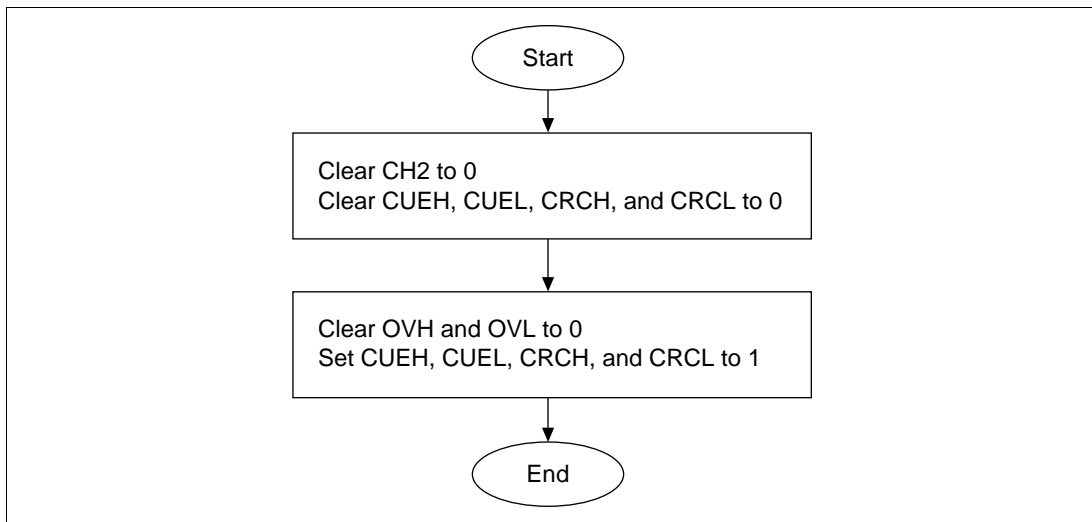 Start
Clear CH2 to 0
Clear CUEH, CUEL, CRCH, and CRCL to 0
Clear OVH and OVL to 0
Set CUEH, CUEL, CRCH, and CRCL to 1
End